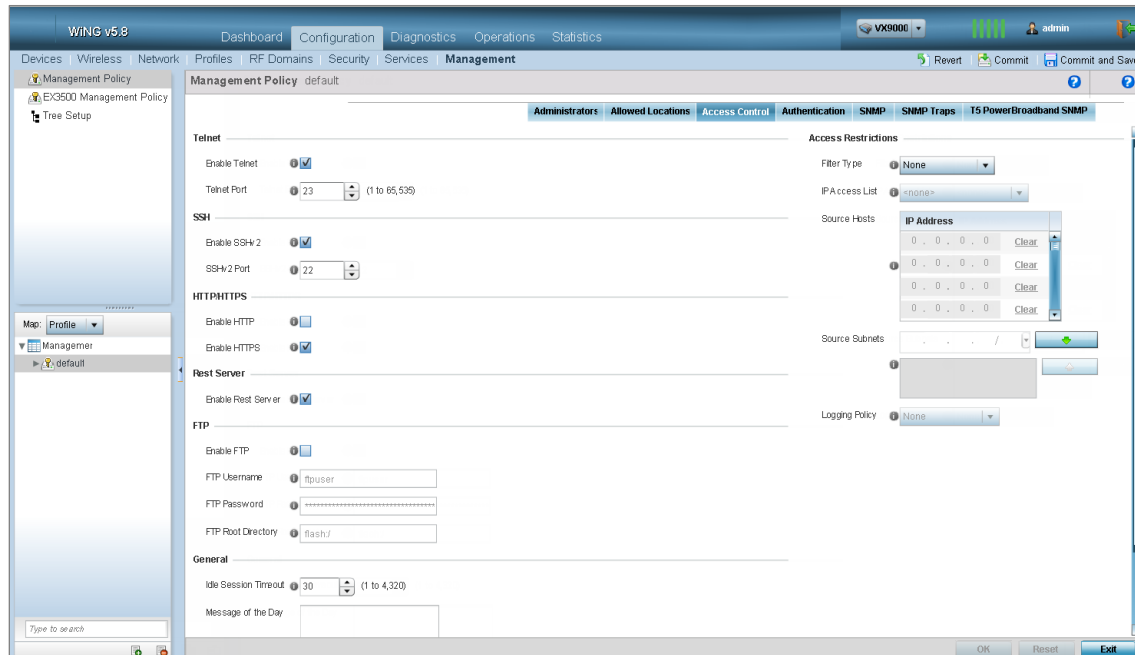 WiNG v5.8
Dashboard Configuration Diagnostics Operations Statistics
VX9000
admin
Devices Wireless Network Profiles RF Domains Security Services Management
Revert Commit Commit and Save
Management Policy
EX3500 Management Policy
Tree Setup
Management Policy default
Administrators Allowed Locations Access Control Authentication SNMP SNMP Traps T5 PowerBroadband SNMP
Telnet
Enable Telnet
Telnet Port 23 (1 to 65,535)
SSH
Enable SSHv2
SSHv2 Port 22
HTTP/HTTPS
Enable HTTP
Enable HTTPS
Rest Server
Enable Rest Server
FTP
Enable FTP
FTP Username ftpuser
FTP Password *********************************
FTP Root Directory flash:/
General
Idle Session Timeout 30 (1 to 4,320)
Message of the Day
Access Restrictions
Filter Type None
IP Access List <none>
Source Hosts
IP Address
0 . 0 . 0 . 0 Clear
0 . 0 . 0 . 0 Clear
0 . 0 . 0 . 0 Clear
0 . 0 . 0 . 0 Clear
Source Subnets . . . /
Logging Policy None
Map: Profile
Managemer
default
Type to search
OK Reset Exit